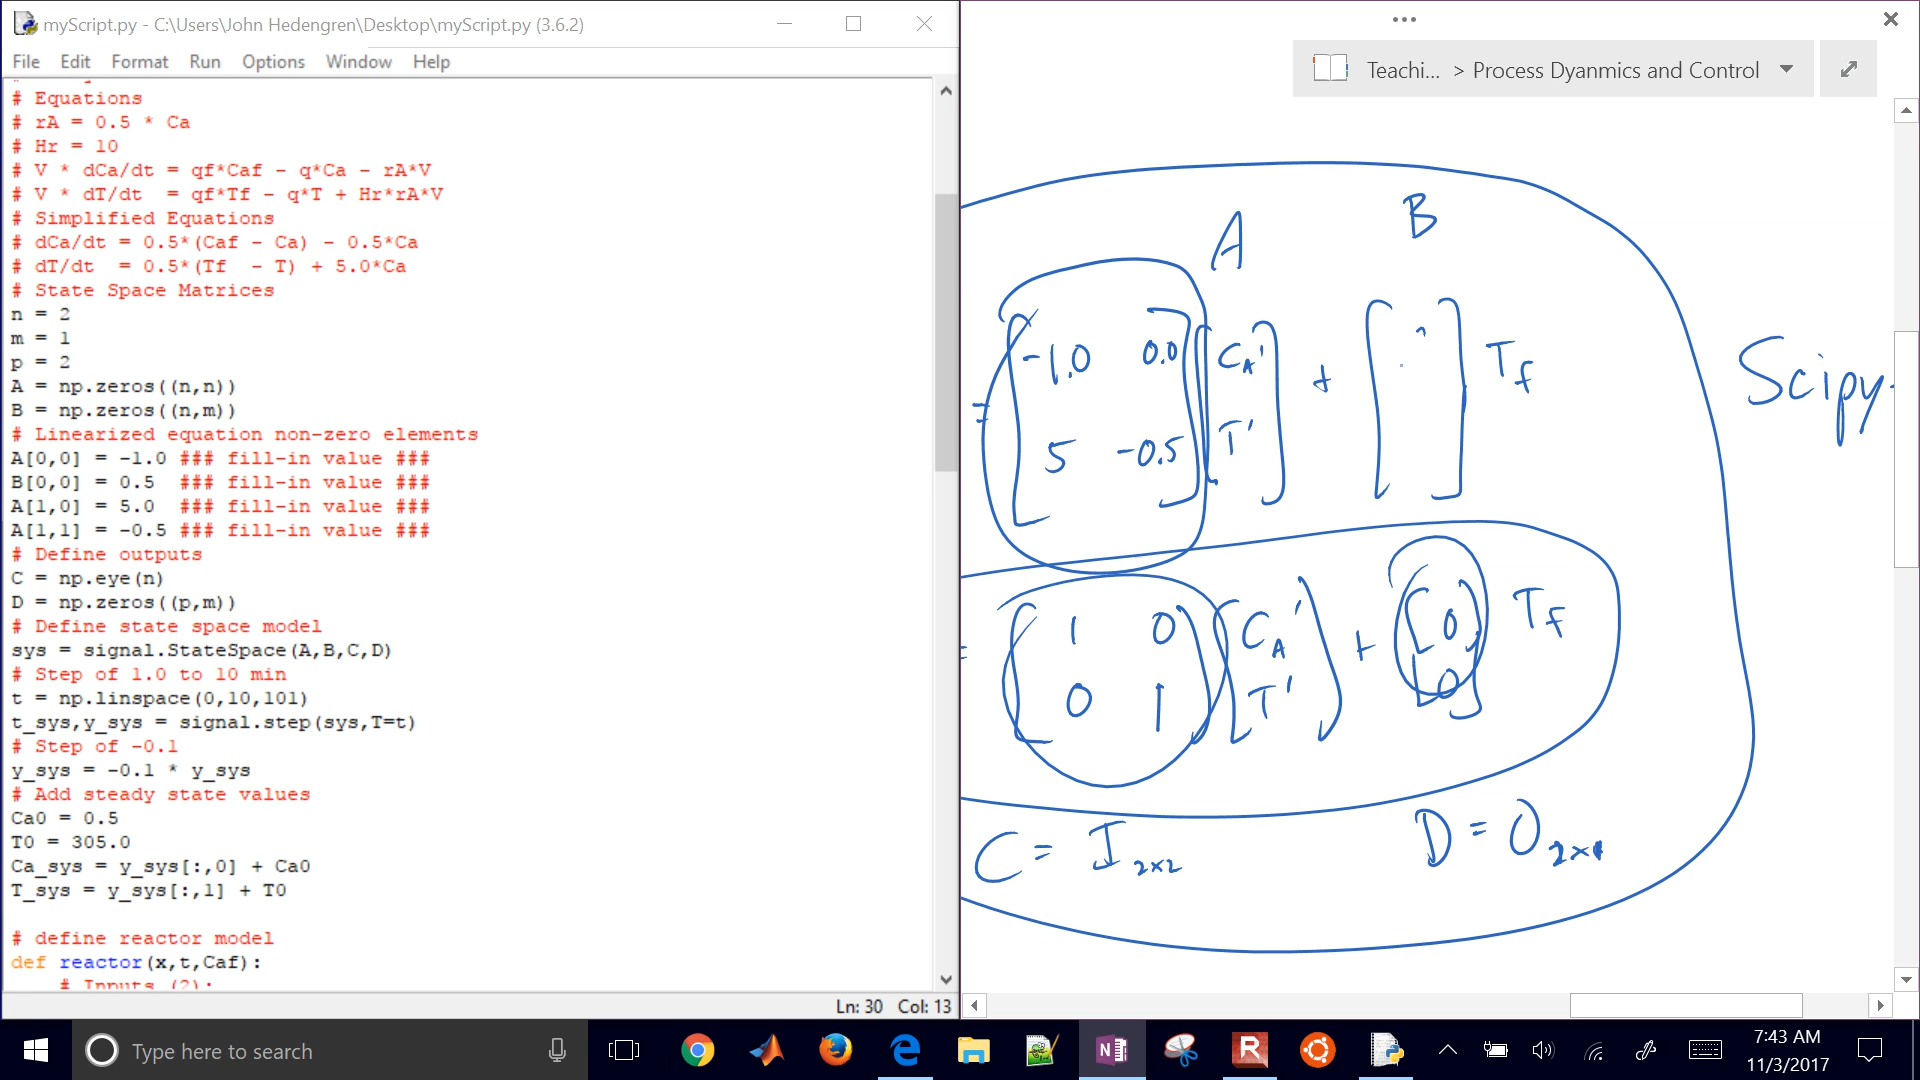 myScript.py - C:\Users\John Hedengren\Desktop\myScript.py (3.6.2)
File Edit Format Run Options Window Help
# Equations
# rA = 0.5 * Ca
# Hr = 10
# V * dCa/dt = qf*Caf - q*Ca - rA*V
# V * dT/dt  = qf*Tf - q*T + Hr*rA*V
# Simplified Equations
# dCa/dt = 0.5*(Caf - Ca) - 0.5*Ca
# dT/dt  = 0.5*(Tf  - T) + 5.0*Ca
# State Space Matrices
n = 2
m = 1
p = 2
A = np.zeros((n,n))
B = np.zeros((n,m))
# Linearized equation non-zero elements
A[0,0] = -1.0 ### fill-in value ###
B[0,0] = 0.5  ### fill-in value ###
A[1,0] = 5.0  ### fill-in value ###
A[1,1] = -0.5 ### fill-in value ###
# Define outputs
C = np.eye(n)
D = np.zeros((p,m))
# Define state space model
sys = signal.StateSpace(A,B,C,D)
# Step of 1.0 to 10 min
t = np.linspace(0,10,101)
t_sys,y_sys = signal.step(sys,T=t)
# Step of -0.1
y_sys = -0.1 * y_sys
# Add steady state values
Ca0 = 0.5
T0 = 305.0
Ca_sys = y_sys[:,0] + Ca0
T_sys = y_sys[:,1] + T0
# define reactor model
def reactor(x,t,Caf):
# Inputs (2):
Ln: 30 Col: 13
Teachi... > Process Dyanmics and Control
A B
-1.0 0.0 CA' + Tf
= 5 -0.5 T'
Scipy.
= 1 0 CA' + 0 Tf
0 1 T' 0
C = I 2x2 D = O 2x1
Type here to search
7:43 AM
11/3/2017